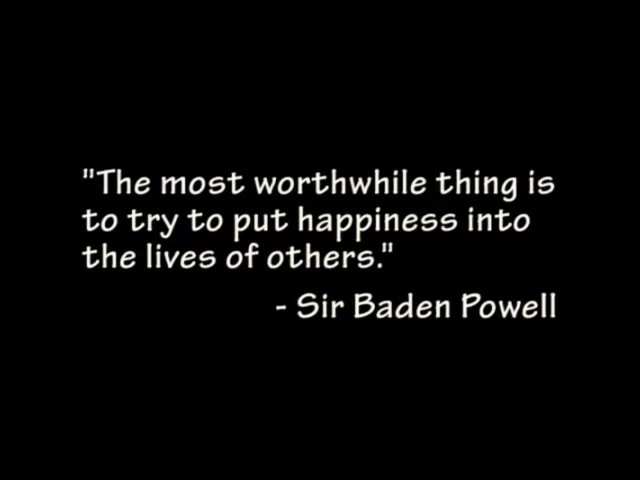 "The most worthwhile thing is
to try to put happiness into
the lives of others."
- Sir Baden Powell